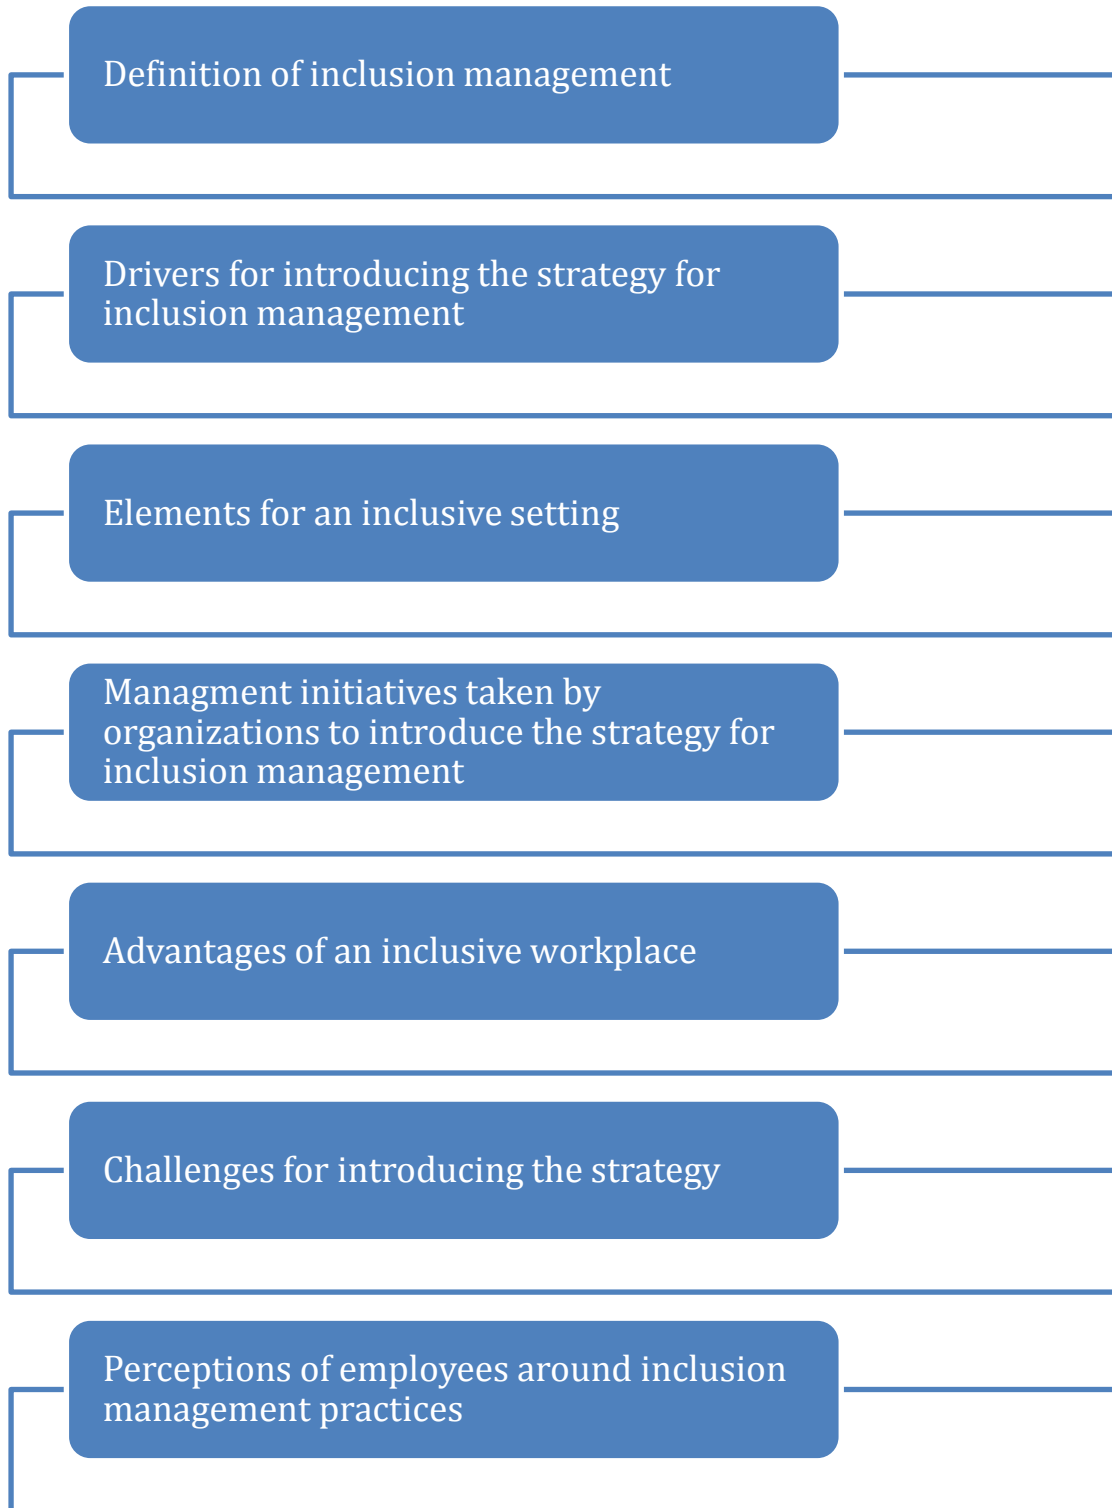 Definition of inclusion management
Drivers for introducing the strategy for
inclusion management
Elements for an inclusive setting
Managment initiatives taken by
organizations to introduce the strategy for
inclusion management
Advantages of an inclusive workplace
Challenges for introducing the strategy
Perceptions of employees around inclusion
management practices